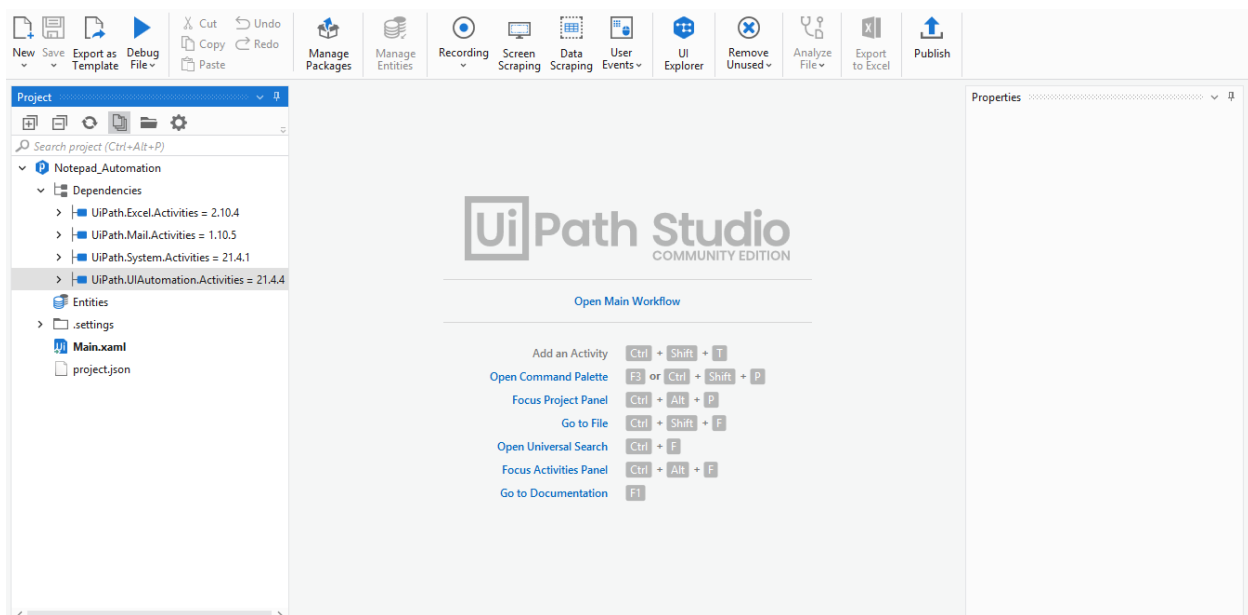 New Save Export as Template Debug File
Cut Undo
Copy Redo
Paste
Manage Packages
Manage Entities
Recording
Screen Scraping
Data Scraping
User Events
UI Explorer
Remove Unused
Analyze File
Export to Excel
Publish
Project
Search project (Ctrl+Alt+P)
Notepad_Automation
Dependencies
UiPath.Excel.Activities = 2.10.4
UiPath.Mail.Activities = 1.10.5
UiPath.System.Activities = 21.4.1
UiPath.UIAutomation.Activities = 21.4.4
Entities
.settings
Main.xaml
project.json
UiPath Studio
COMMUNITY EDITION
Open Main Workflow
Add an Activity Ctrl + Shift + T
Open Command Palette F3 or Ctrl + Shift + P
Focus Project Panel Ctrl + Alt + P
Go to File Ctrl + Shift + F
Open Universal Search Ctrl + F
Focus Activities Panel Ctrl + Alt + F
Go to Documentation F1
Properties